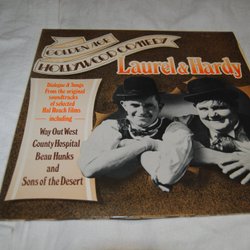 GOLDEN AGE
HOLLYWOOD COMEDY
Laurel & Hardy
Dialogue & Songs
From the original
soundtracks
of selected
Hal Roach Films
including
Way Out West
County Hospital
Beau Hunks
and
Sons of the Desert